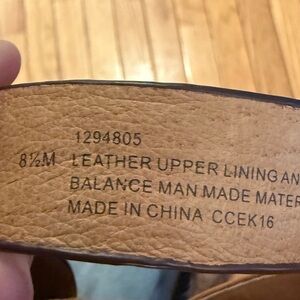 1294805
8½M LEATHER UPPER LINING AN
BALANCE MAN MADE MATER
MADE IN CHINA CCEK16